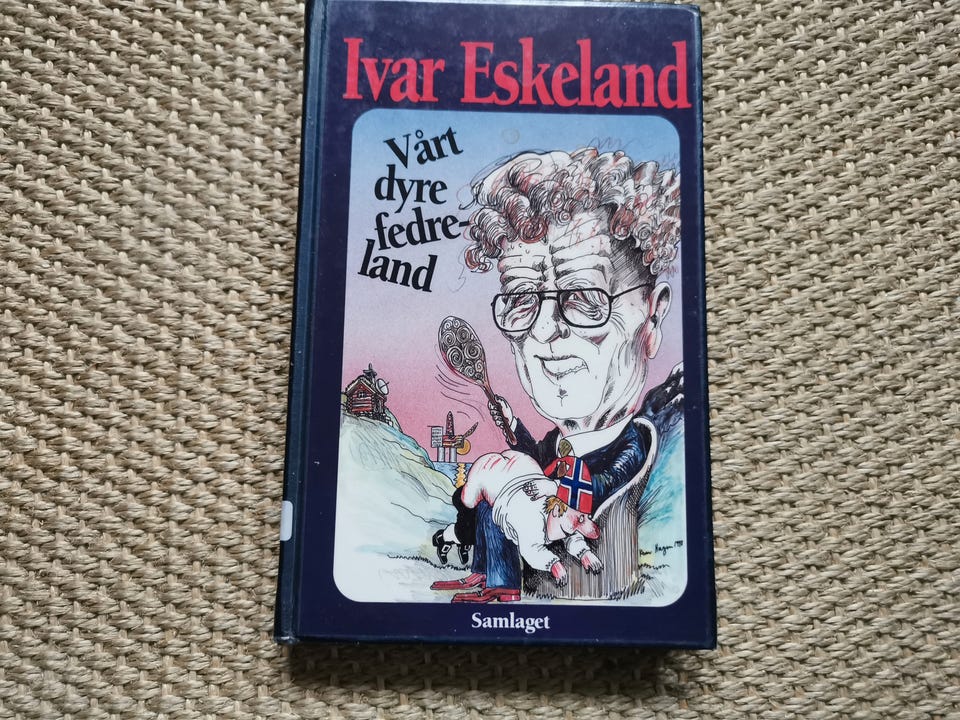 Ivar Eskeland
Vårt
dyre
fedre-
land
Samlaget